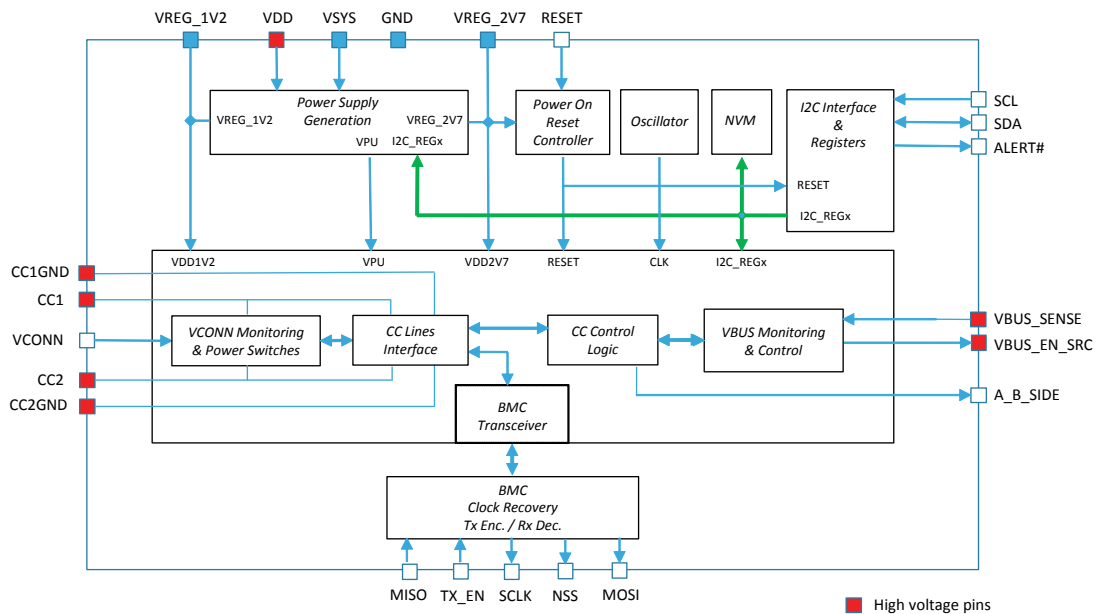 VREG_1V2 VDD VSYS GND VREG_2V7 RESET
Power Supply
Generation
VREG_1V2
VREG_2V7
VPU I2C_REGx
Power On
Reset
Controller
Oscillator
NVM
I2C Interface
&
Registers
RESET
I2C_REGx
SCL
SDA
ALERT#
VDD1V2 VPU VDD2V7 RESET CLK I2C_REGx
CC1GND
CC1
VCONN
CC2
CC2GND
VCONN Monitoring
& Power Switches
CC Lines
Interface
CC Control
Logic
VBUS Monitoring
& Control
VBUS_SENSE
VBUS_EN_SRC
A_B_SIDE
BMC
Transceiver
BMC
Clock Recovery
Tx Enc. / Rx Dec.
MISO TX_EN SCLK NSS MOSI
High voltage pins